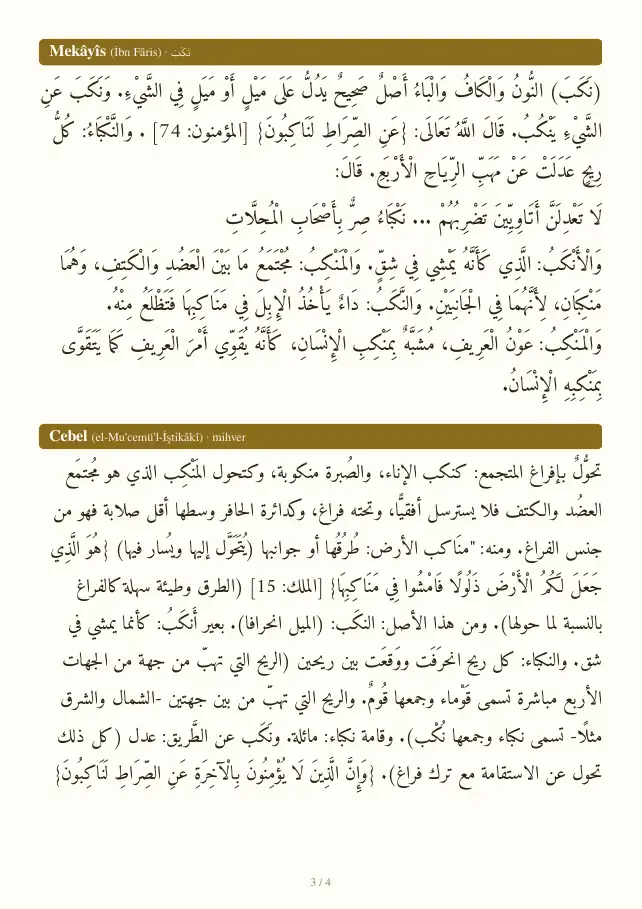 Mekâyîs (İbn Fâris) · نَكَبَ
(نَكَبَ) النُّونُ وَالْكَافُ وَالْبَاءُ أَصْلٌ صَحِيحٌ يَدُلُّ عَلَى مَيْلٍ أَوْ مَيَلٍ فِي الشَّيْءِ. وَنَكَبَ عَنِ
الشَّيْءِ يَنْكُبُ. قَالَ اللَّهُ تَعَالَى: {عَنِ الصِّرَاطِ لَنَاكِبُونَ} [المؤمنون: 74] . وَالنَّكْبَاءُ: كُلُّ
رِيحٍ عَدَلَتْ عَنْ مَهَبِّ الرِّيَاحِ الْأَرْبَعِ. قَالَ:
لَا تَعْدِلَنَّ أَتَاوِيِّينَ تَضْرِبُهُمْ ... نَكْبَاءُ صِرٌّ بِأَصْحَابِ الْمُحِلَّاتِ
وَالْأَنْكَبُ: الَّذِي كَأَنَّهُ يَمْشِي فِي شِقٍّ. وَالْمَنْكِبُ: مُجْتَمَعُ مَا بَيْنَ الْعَضُدِ وَالْكَتِفِ، وَهُمَا
مَنْكِبَانِ، لِأَنَّهُمَا فِي الْجَانِبَيْنِ. وَالنَّكَبُ: دَاءٌ يَأْخُذُ الْإِبِلَ فِي مَنَاكِبِهَا فَتَظْلَعُ مِنْهُ.
وَالْمَنْكِبُ: عَوْنُ الْعَرِيفِ، مُشَبَّهٌ بِمَنْكِبِ الْإِنْسَانِ، كَأَنَّهُ يُقَوِّي أَمْرَ الْعَرِيفِ كَمَا يَتَقَوَّى
بِمَنْكِبِهِ الْإِنْسَانُ.
Cebel (el-Mu'cemü'l-İştikâkî) · mihver
تحوُّلٌ بإفراغ المتجمع: كنكب الإناء، والصُبرة منكوبة، وكتحول المَنْكِب الذي هو مُجتمَع
العضُد والكتف فلا يسترسل أفقيًّا، وتحته فراغ، وكدائرة الحافر وسطها أقل صلابة فهو من
جنس الفراغ. ومنه: "منَاكب الأرض: طُرُقُها أو جوانبها (يُتَحَوَّل إليها ويُسار فيها) {هُوَ الَّذِي
جَعَلَ لَكُمُ الْأَرْضَ ذَلُولًا فَامْشُوا فِي مَنَاكِبِهَا} [الملك: 15] (الطرق وطيئة سهلة كالفراغ
بالنسبة لما حولها). ومن هذا الأصل: النكَب: (الميل انحرافا). بعير أَنكَبُ: كأنما يمشي في
شق. والنكباء: كل ريح انحرَفَت ووَقعَت بين ريحين (الريح التي تهبّ من جهة من الجهات
الأربع مباشرة تسمى قَوْماء وجمعها قُومٌ. والريح التي تهبّ من بين جهتين -الشمال والشرق
مثلًا- تسمى نكباء وجمعها نُكْب). وقامة نكباء: مائلة. ونكَب عن الطَّريق: عدل (كل ذلك
تحول عن الاستقامة مع ترك فراغ). {وَإِنَّ الَّذِينَ لَا يُؤْمِنُونَ بِالْآخِرَةِ عَنِ الصِّرَاطِ لَنَاكِبُونَ}
3 / 4